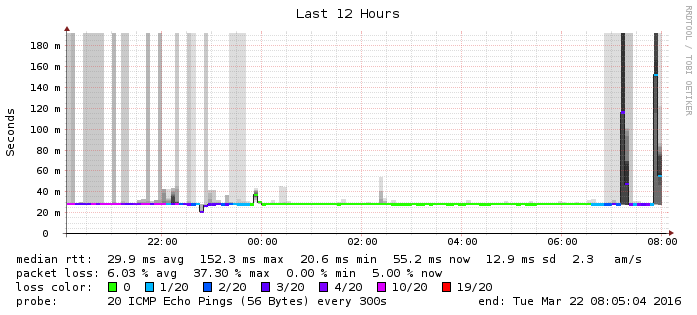 Last 12 Hours
RRDTOOL / TOBI OETIKER
Seconds
180 m
160 m
140 m
120 m
100 m
80 m
60 m
40 m
20 m
0
22:00 00:00 02:00 04:00 06:00 08:00
median rtt: 29.9 ms avg 152.3 ms max 20.6 ms min 55.2 ms now 12.9 ms sd 2.3 am/s
packet loss: 6.03 % avg 37.30 % max 0.00 % min 5.00 % now
loss color: 0 1/20 2/20 3/20 4/20 10/20 19/20
probe: 20 ICMP Echo Pings (56 Bytes) every 300s end: Tue Mar 22 08:05:04 2016